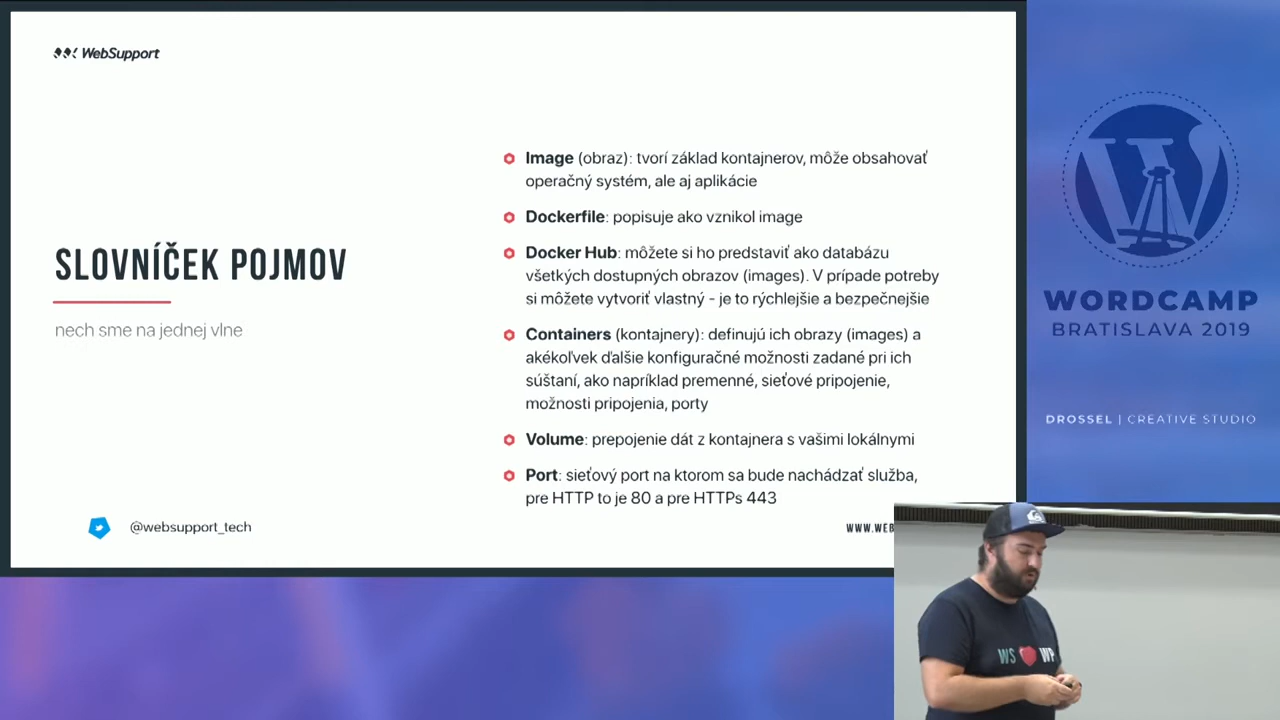 WebSupport
SLOVNÍČEK POJMOV
nech sme na jednej vlne
Image (obraz): tvorí základ kontajnerov, môže obsahovať
operačný systém, ale aj aplikácie
Dockerfile: popisuje ako vznikol image
Docker Hub: môžete si ho predstaviť ako databázu
všetkých dostupných obrazov (images). V prípade potreby
si môžete vytvoriť vlastný - je to rýchlejšie a bezpečnejšie
Containers (kontajnery): definujú ich obrazy (images) a
akékoľvek ďalšie konfiguračné možnosti zadané pri ich
súštaní, ako napríklad premenné, sieťové pripojenie,
možnosti pripojenia, porty
Volume: prepojenie dát z kontajnera s vašimi lokálnymi
Port: sieťový port na ktorom sa bude nachádzať služba,
pre HTTP to je 80 a pre HTTPs 443
@websupport_tech
WORDCAMP
BRATISLAVA 2019
DROSSEL | CREATIVE STUDIO
WS WP